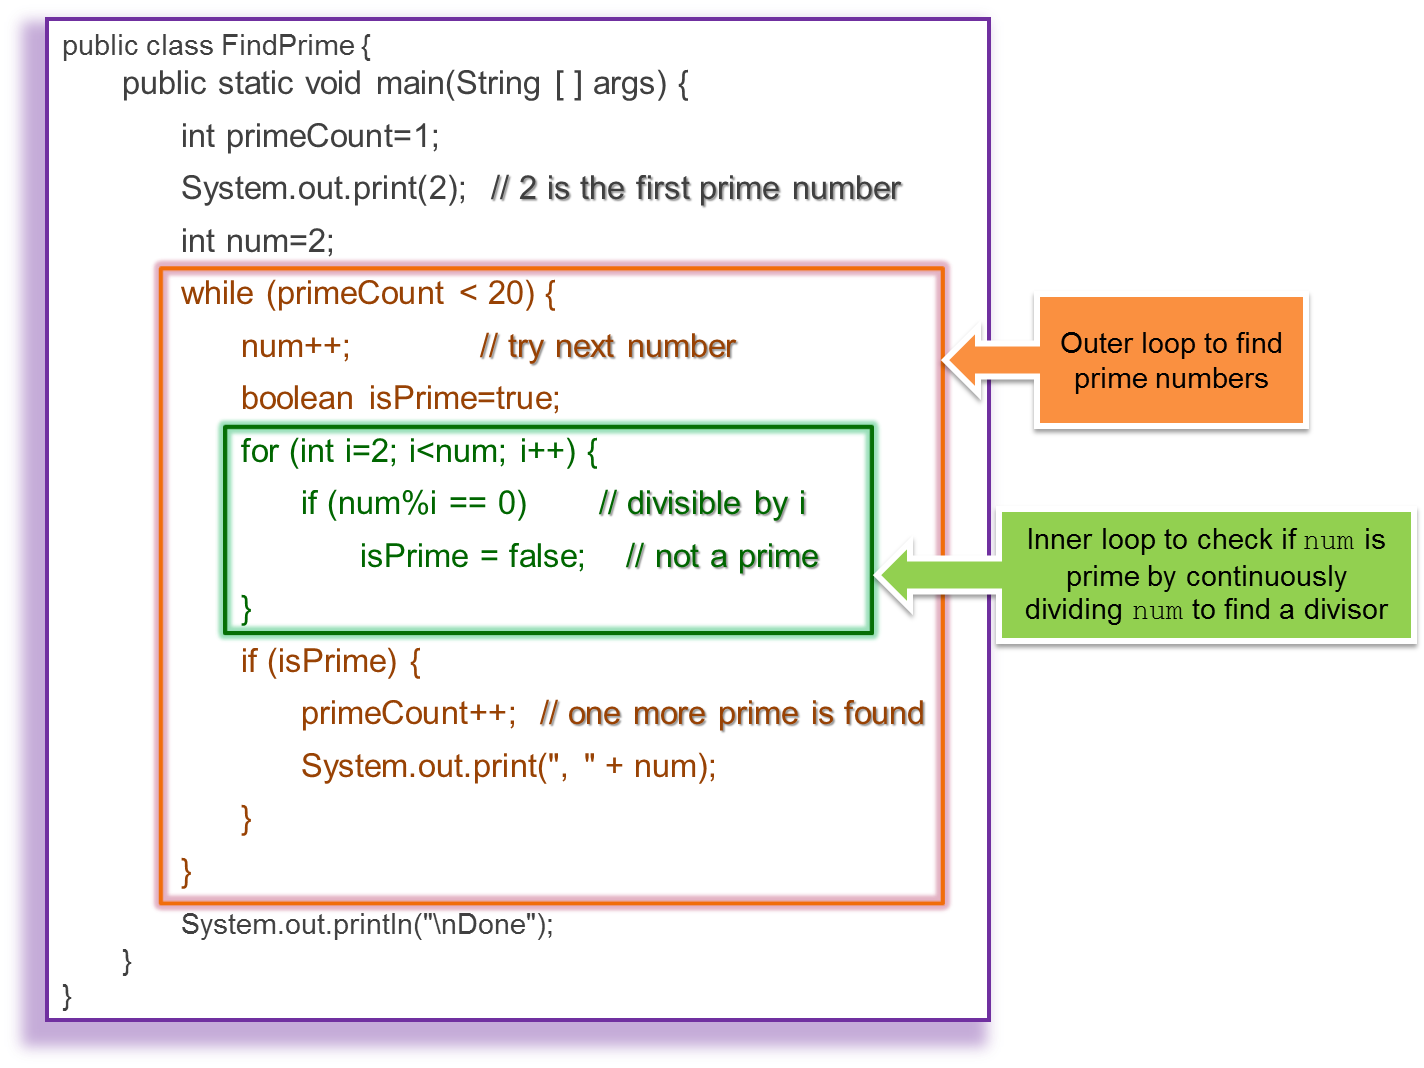 public class FindPrime {
public static void main(String [ ] args) {
int primeCount=1;
System.out.print(2); // 2 is the first prime number
int num=2;
while (primeCount < 20) {
num++; // try next number
boolean isPrime=true;
for (int i=2; i<num; i++) {
if (num%i == 0) // divisible by i
isPrime = false; // not a prime
}
if (isPrime) {
primeCount++; // one more prime is found
System.out.print(", " + num);
}
}
System.out.println("\nDone");
}
}
Outer loop to find
prime numbers
Inner loop to check if num is
prime by continuously
dividing num to find a divisor